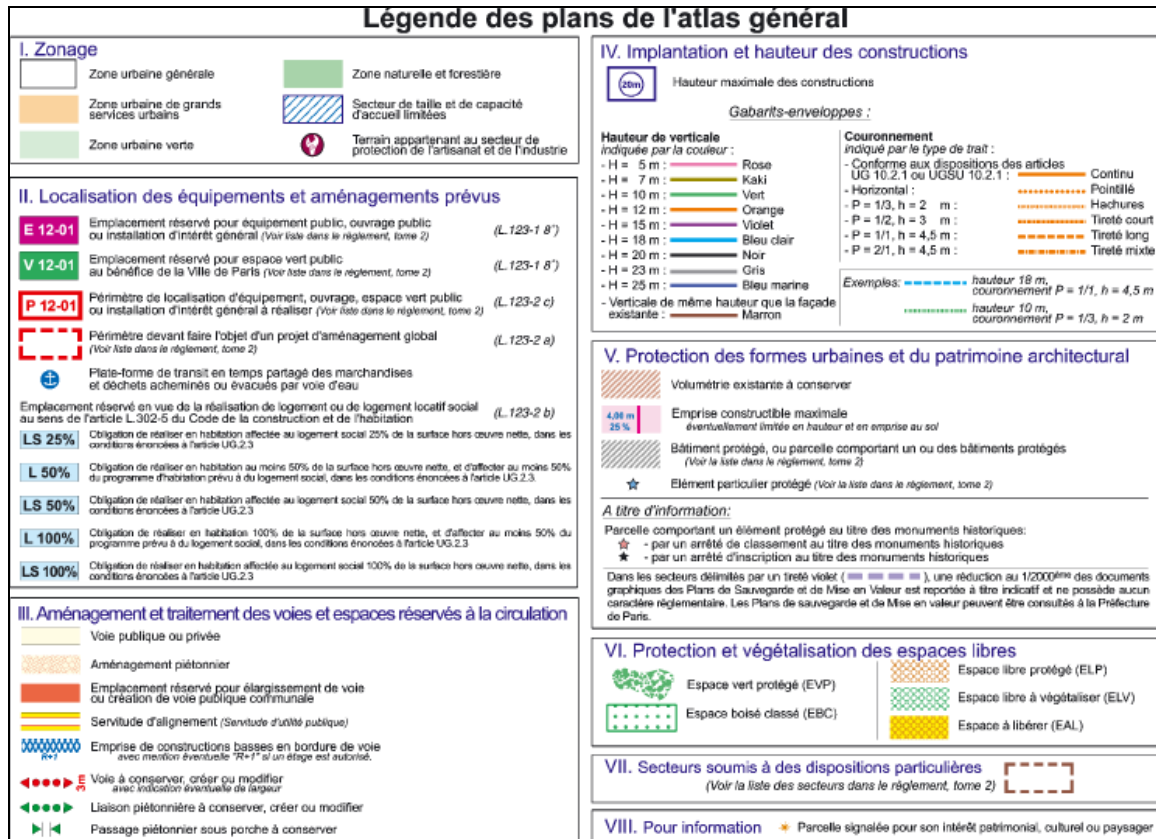 Légende des plans de l'atlas général
I. Zonage
Zone urbaine générale
Zone urbaine de grands
services urbains
Zone urbaine verte
Zone naturelle et forestière
Secteur de taille et de capacité
d'accueil limitées
Terrain appartenant au secteur de
protection de l'artisanat et de l'industrie
II. Localisation des équipements et aménagements prévus
E 12-01 Emplacement réservé pour équipement public, ouvrage public
ou installation d'intérêt général (Voir liste dans le règlement, tome 2) (L.123-1 8°)
V 12-01 Emplacement réservé pour espace vert public
au bénéfice de la Ville de Paris (Voir liste dans le règlement, tome 2) (L.123-1 8°)
P 12-01 Périmètre de localisation d'équipement, ouvrage, espace vert public
ou installation d'intérêt général à réaliser (Voir liste dans le règlement, tome 2) (L.123-2 c)
Périmètre devant faire l'objet d'un projet d'aménagement global
(Voir liste dans le règlement, tome 2) (L.123-2 a)
Plate-forme de transit en temps partagé des marchandises
et déchets acheminés ou évacués par voie d'eau
Emplacement réservé en vue de la réalisation de logement ou de logement locatif social
au sens de l'article L.302-5 du Code de la construction et de l'habitation (L.123-2 b)
LS 25% Obligation de réaliser en habitation affectée au logement social 25% de la surface hors œuvre nette, dans les
conditions énoncées à l'article UG.2.3
L 50% Obligation de réaliser en habitation au moins 50% de la surface hors œuvre nette, et d'affecter au moins 50%
du programme d'habitation prévu à du logement social, dans les conditions énoncées à l'article UG.2.3.
LS 50% Obligation de réaliser en habitation affectée au logement social 50% de la surface hors œuvre nette, dans les
conditions énoncées à l'article UG.2.3
L 100% Obligation de réaliser en habitation 100% de la surface hors œuvre nette, et d'affecter au moins 50% du
programme prévu à du logement social, dans les conditions énoncées à l'article UG.2.3
LS 100% Obligation de réaliser en habitation affectée au logement social 100% de la surface hors œuvre nette, dans les
conditions énoncées à l'article UG.2.3
III. Aménagement et traitement des voies et espaces réservés à la circulation
Voie publique ou privée
Aménagement piétonnier
Emplacement réservé pour élargissement de voie
ou création de voie publique communale
Servitude d'alignement (Servitude d'utilité publique)
Emprise de constructions basses en bordure de voie
R+1 avec mention éventuelle "R+1" si un étage est autorisé.
3m Voie à conserver, créer ou modifier
avec indication éventuelle de largeur
Liaison piétonnière à conserver, créer ou modifier
Passage piétonnier sous porche à conserver
IV. Implantation et hauteur des constructions
20m Hauteur maximale des constructions
Gabarits-enveloppes :
Hauteur de verticale
indiquée par la couleur :
- H = 5 m : Rose
- H = 7 m : Kaki
- H = 10 m : Vert
- H = 12 m : Orange
- H = 15 m : Violet
- H = 18 m : Bleu clair
- H = 20 m : Noir
- H = 23 m : Gris
- H = 25 m : Bleu marine
- Verticale de même hauteur que la façade
existante : Marron
Couronnement
indiqué par le type de trait :
- Conforme aux dispositions des articles
UG 10.2.1 ou UGSU 10.2.1 : Continu
- Horizontal : Pointillé
- P = 1/3, h = 2 m : Hachures
- P = 1/2, h = 3 m : Tireté court
- P = 1/1, h = 4,5 m : Tireté long
- P = 2/1, h = 4,5 m : Tireté mixte
Exemples: hauteur 18 m,
couronnement P = 1/1, h = 4,5 m
hauteur 10 m,
couronnement P = 1/3, h = 2 m
V. Protection des formes urbaines et du patrimoine architectural
Volumétrie existante à conserver
4,00 m Emprise constructible maximale
25 % éventuellement limitée en hauteur et en emprise au sol
Bâtiment protégé, ou parcelle comportant un ou des bâtiments protégés
(Voir la liste dans le règlement, tome 2)
Elément particulier protégé (Voir la liste dans le règlement, tome 2)
A titre d'information:
Parcelle comportant un élément protégé au titre des monuments historiques:
- par un arrêté de classement au titre des monuments historiques
- par un arrêté d'inscription au titre des monuments historiques
Dans les secteurs délimités par un tireté violet ( ), une réduction au 1/2000ème des documents
graphiques des Plans de Sauvegarde et de Mise en Valeur est reportée à titre indicatif et ne possède aucun
caractère réglementaire. Les Plans de sauvegarde et de Mise en valeur peuvent être consultés à la Préfecture
de Paris.
VI. Protection et végétalisation des espaces libres
Espace vert protégé (EVP)
Espace boisé classé (EBC)
Espace libre protégé (ELP)
Espace libre à végétaliser (ELV)
Espace à libérer (EAL)
VII. Secteurs soumis à des dispositions particulières
(Voir la liste des secteurs dans le règlement, tome 2)
VIII. Pour information Parcelle signalée pour son intérêt patrimonial, culturel ou paysager